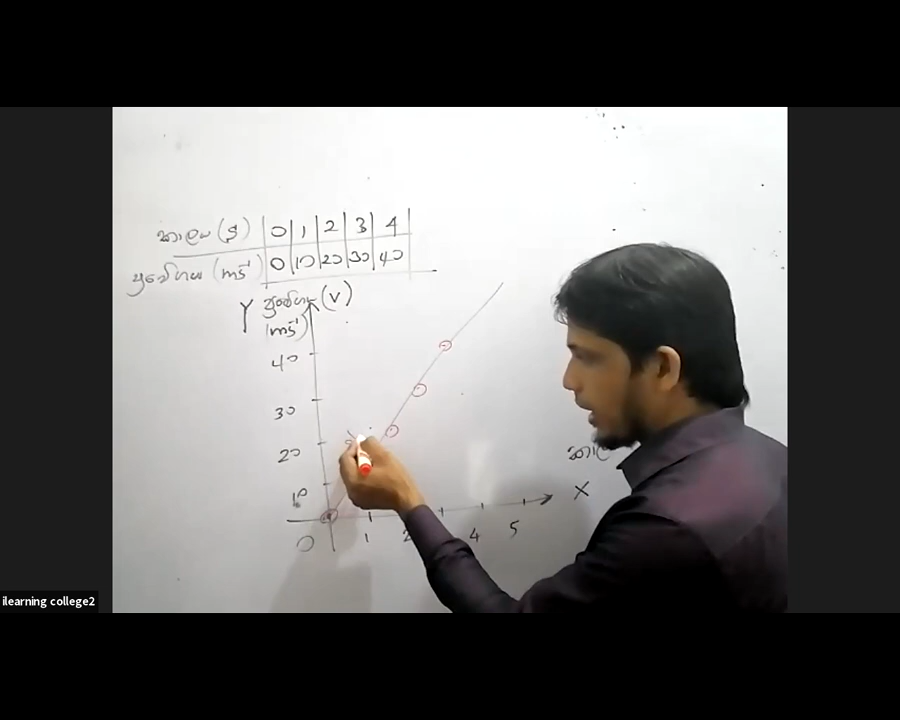 කාලය (s) 0 1 2 3 4
ප්‍රවේගය (ms⁻¹) 0 10 20 30 40
Y ප්‍රවේගය (v)
(ms⁻¹)
40
30
20
10
0 1 2 4 5
කාල
X
ilearning college2